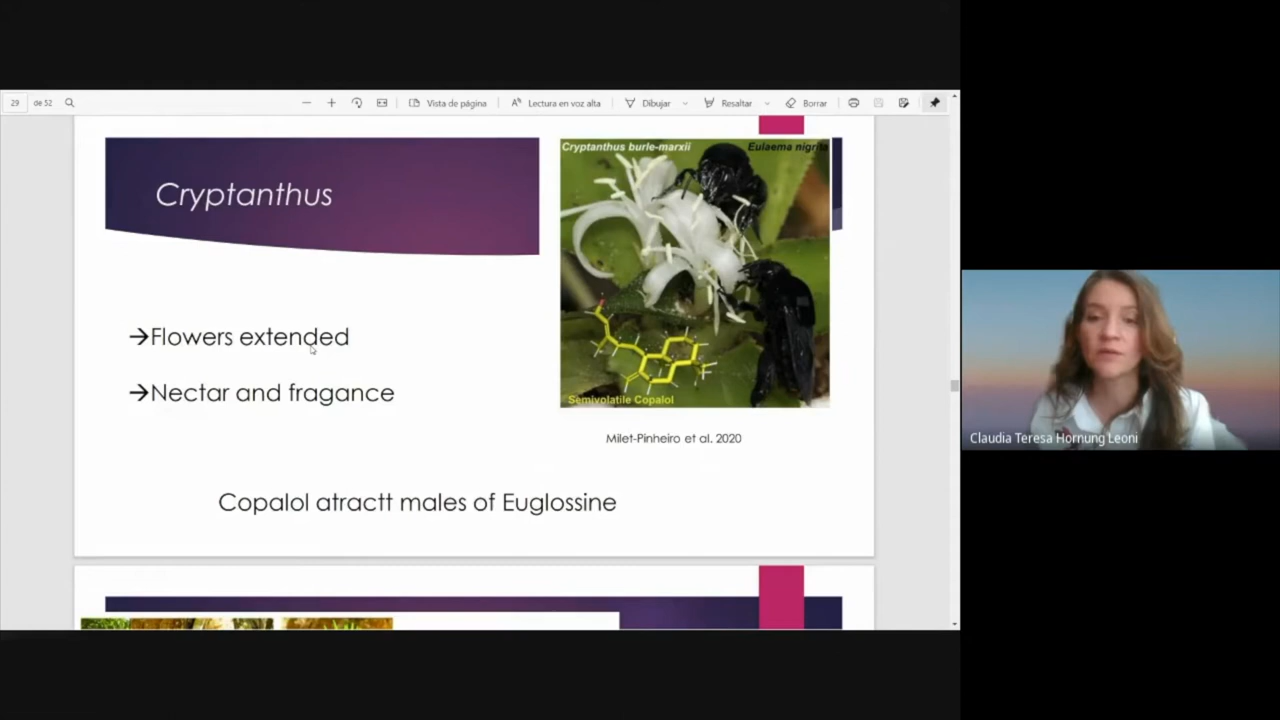 29 de 52
Vista de página
Lectura en voz alta
Dibujar
Resaltar
Borrar
Cryptanthus
Cryptanthus burle-marxii
Eulaema nigrita
→Flowers extended
→Nectar and fragance
Semivolatile Copalol
Milet-Pinheiro et al. 2020
Copalol atractt males of Euglossine
Claudia Teresa Hornung Leoni